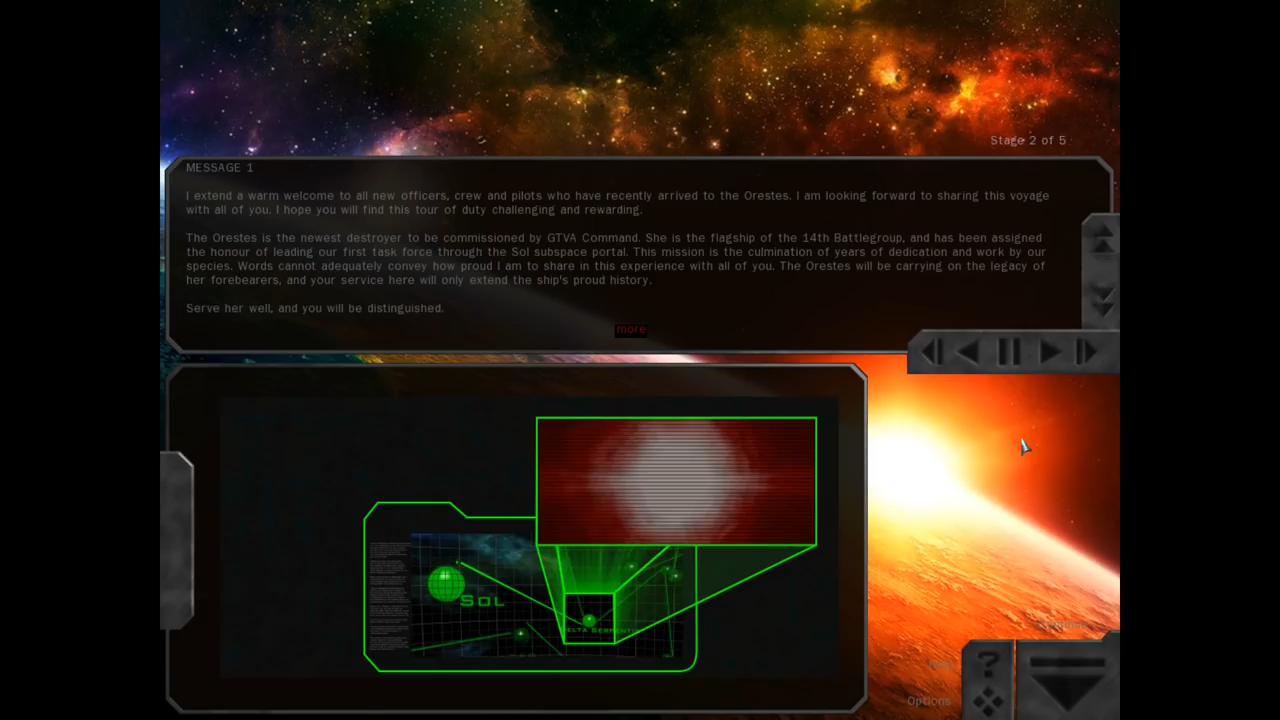 Stage 2 of 5
MESSAGE 1
I extend a warm welcome to all new officers, crew and pilots who have recently arrived to the Orestes. I am looking forward to sharing this voyage
with all of you. I hope you will find this tour of duty challenging and rewarding.
The Orestes is the newest destroyer to be commissioned by GTVA Command. She is the flagship of the 14th Battlegroup, and has been assigned
the honour of leading our first task force through the Sol subspace portal. This mission is the culmination of years of dedication and work by our
species. Words cannot adequately convey how proud I am to share in this experience with all of you. The Orestes will be carrying on the legacy of
her forebearers, and your service here will only extend the ship's proud history.
Serve her well, and you will be distinguished.
more
Sol
Options